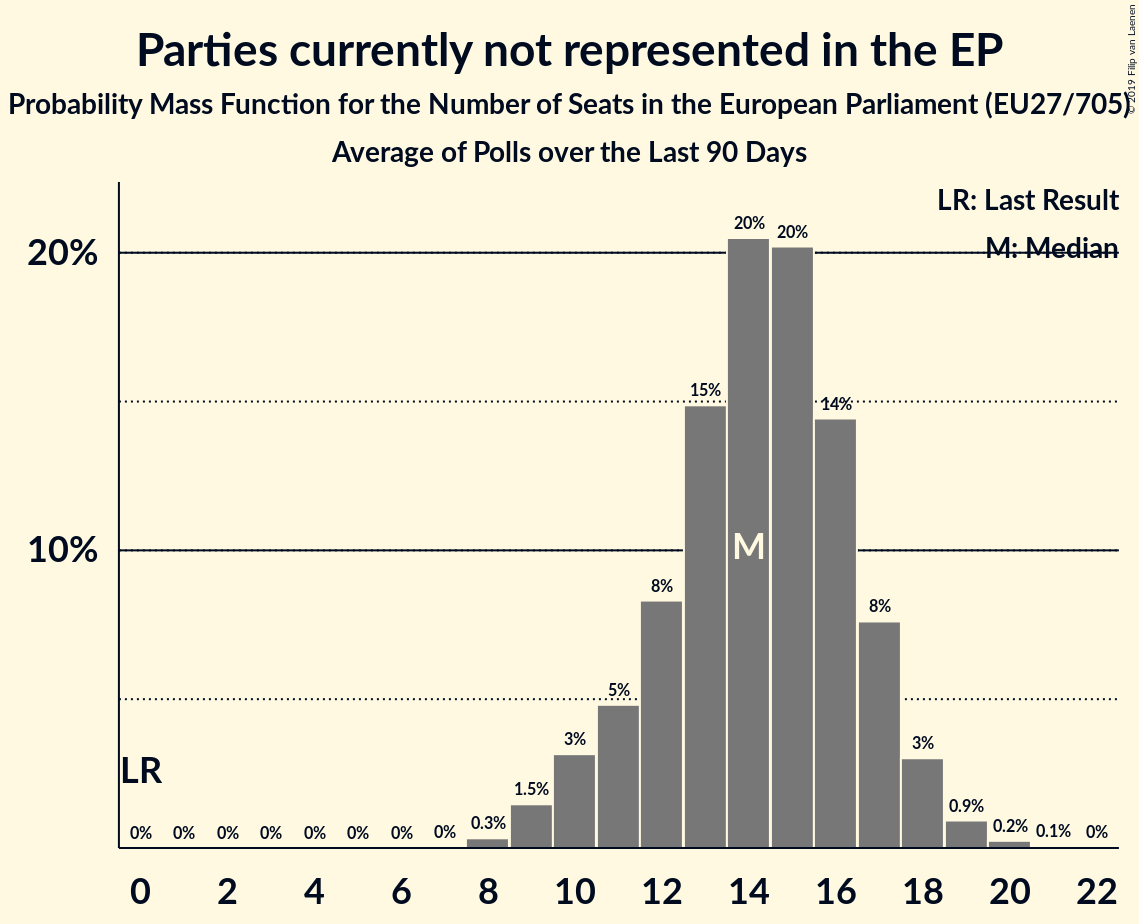 Parties currently not represented in the EP
Probability Mass Function for the Number of Seats in the European Parliament (EU27/705)
Average of Polls over the Last 90 Days
© 2019 Filip van Laenen
LR: Last Result
M: Median
20%
10%
20%
20%
15%
14%
M
8%
8%
5%
3%
3%
LR
1.5%
0.9%
0% 0% 0% 0% 0% 0% 0% 0% 0.3% 0.2% 0.1% 0%
0 2 4 6 8 10 12 14 16 18 20 22